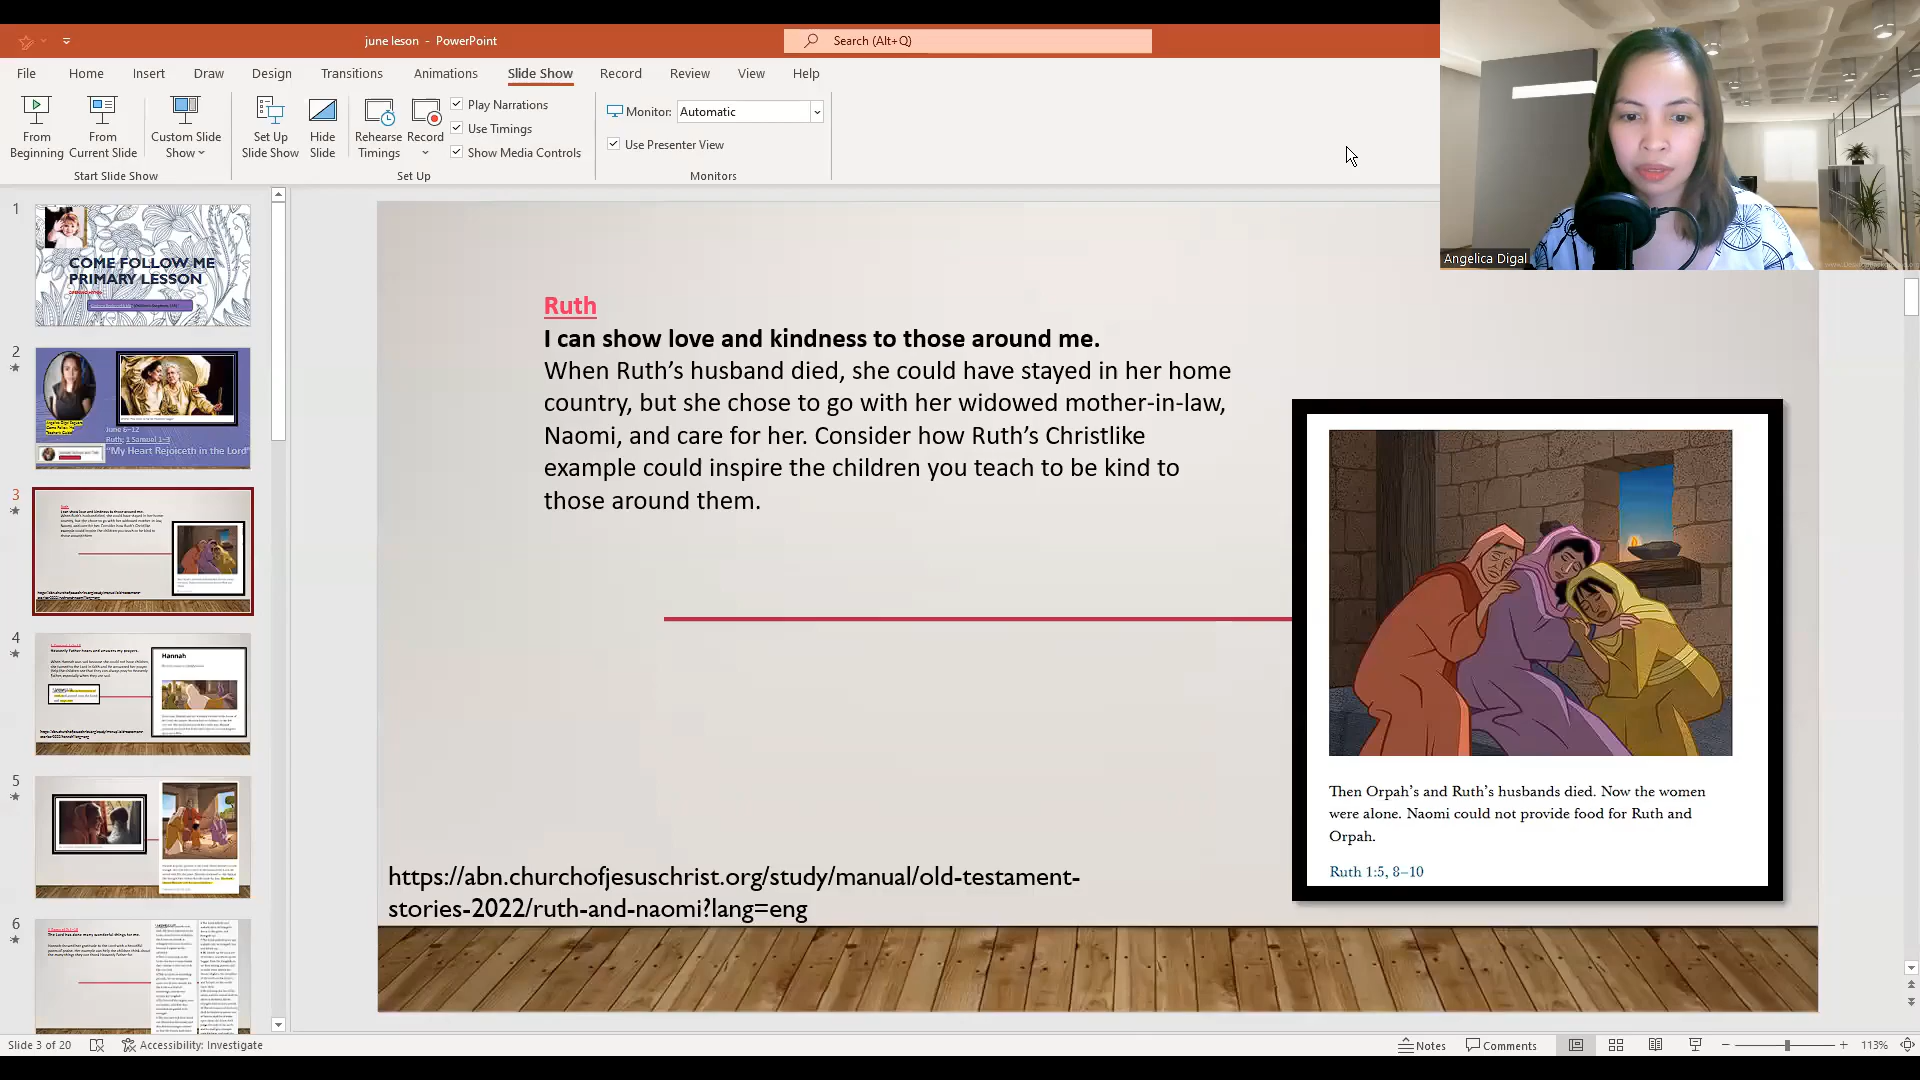 june leson - PowerPoint
Search (Alt+Q)
File Home Insert Draw Design Transitions Animations Slide Show Record Review View Help
From Beginning
From Current Slide
Custom Slide Show
Set Up Slide Show
Hide Slide
Rehearse Timings
Record
Play Narrations
Use Timings
Show Media Controls
Monitor: Automatic
Use Presenter View
Start Slide Show
Set Up
Monitors
Angelica Digal
1
COME FOLLOW ME
PRIMARY LESSON
2
June 6–12
Ruth; 1 Samuel 1–3
"My Heart Rejoiceth in the Lord"
3
4
Hannah
5
6
Ruth
I can show love and kindness to those around me.
When Ruth's husband died, she could have stayed in her home
country, but she chose to go with her widowed mother-in-law,
Naomi, and care for her. Consider how Ruth's Christlike
example could inspire the children you teach to be kind to
those around them.
Then Orpah's and Ruth's husbands died. Now the women
were alone. Naomi could not provide food for Ruth and
Orpah.
Ruth 1:5, 8–10
https://abn.churchofjesuschrist.org/study/manual/old-testament-
stories-2022/ruth-and-naomi?lang=eng
Slide 3 of 20
Accessibility: Investigate
Notes
Comments
113%